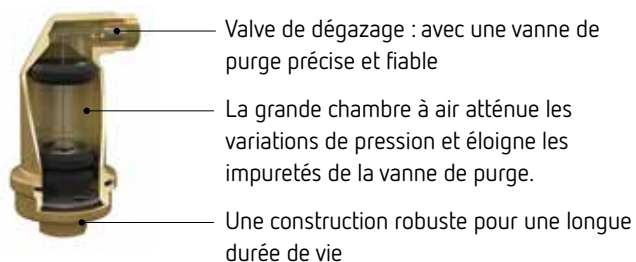 Valve de dégazage : avec une vanne de
purge précise et fiable
La grande chambre à air atténue les
variations de pression et éloigne les
impuretés de la vanne de purge.
Une construction robuste pour une longue
durée de vie